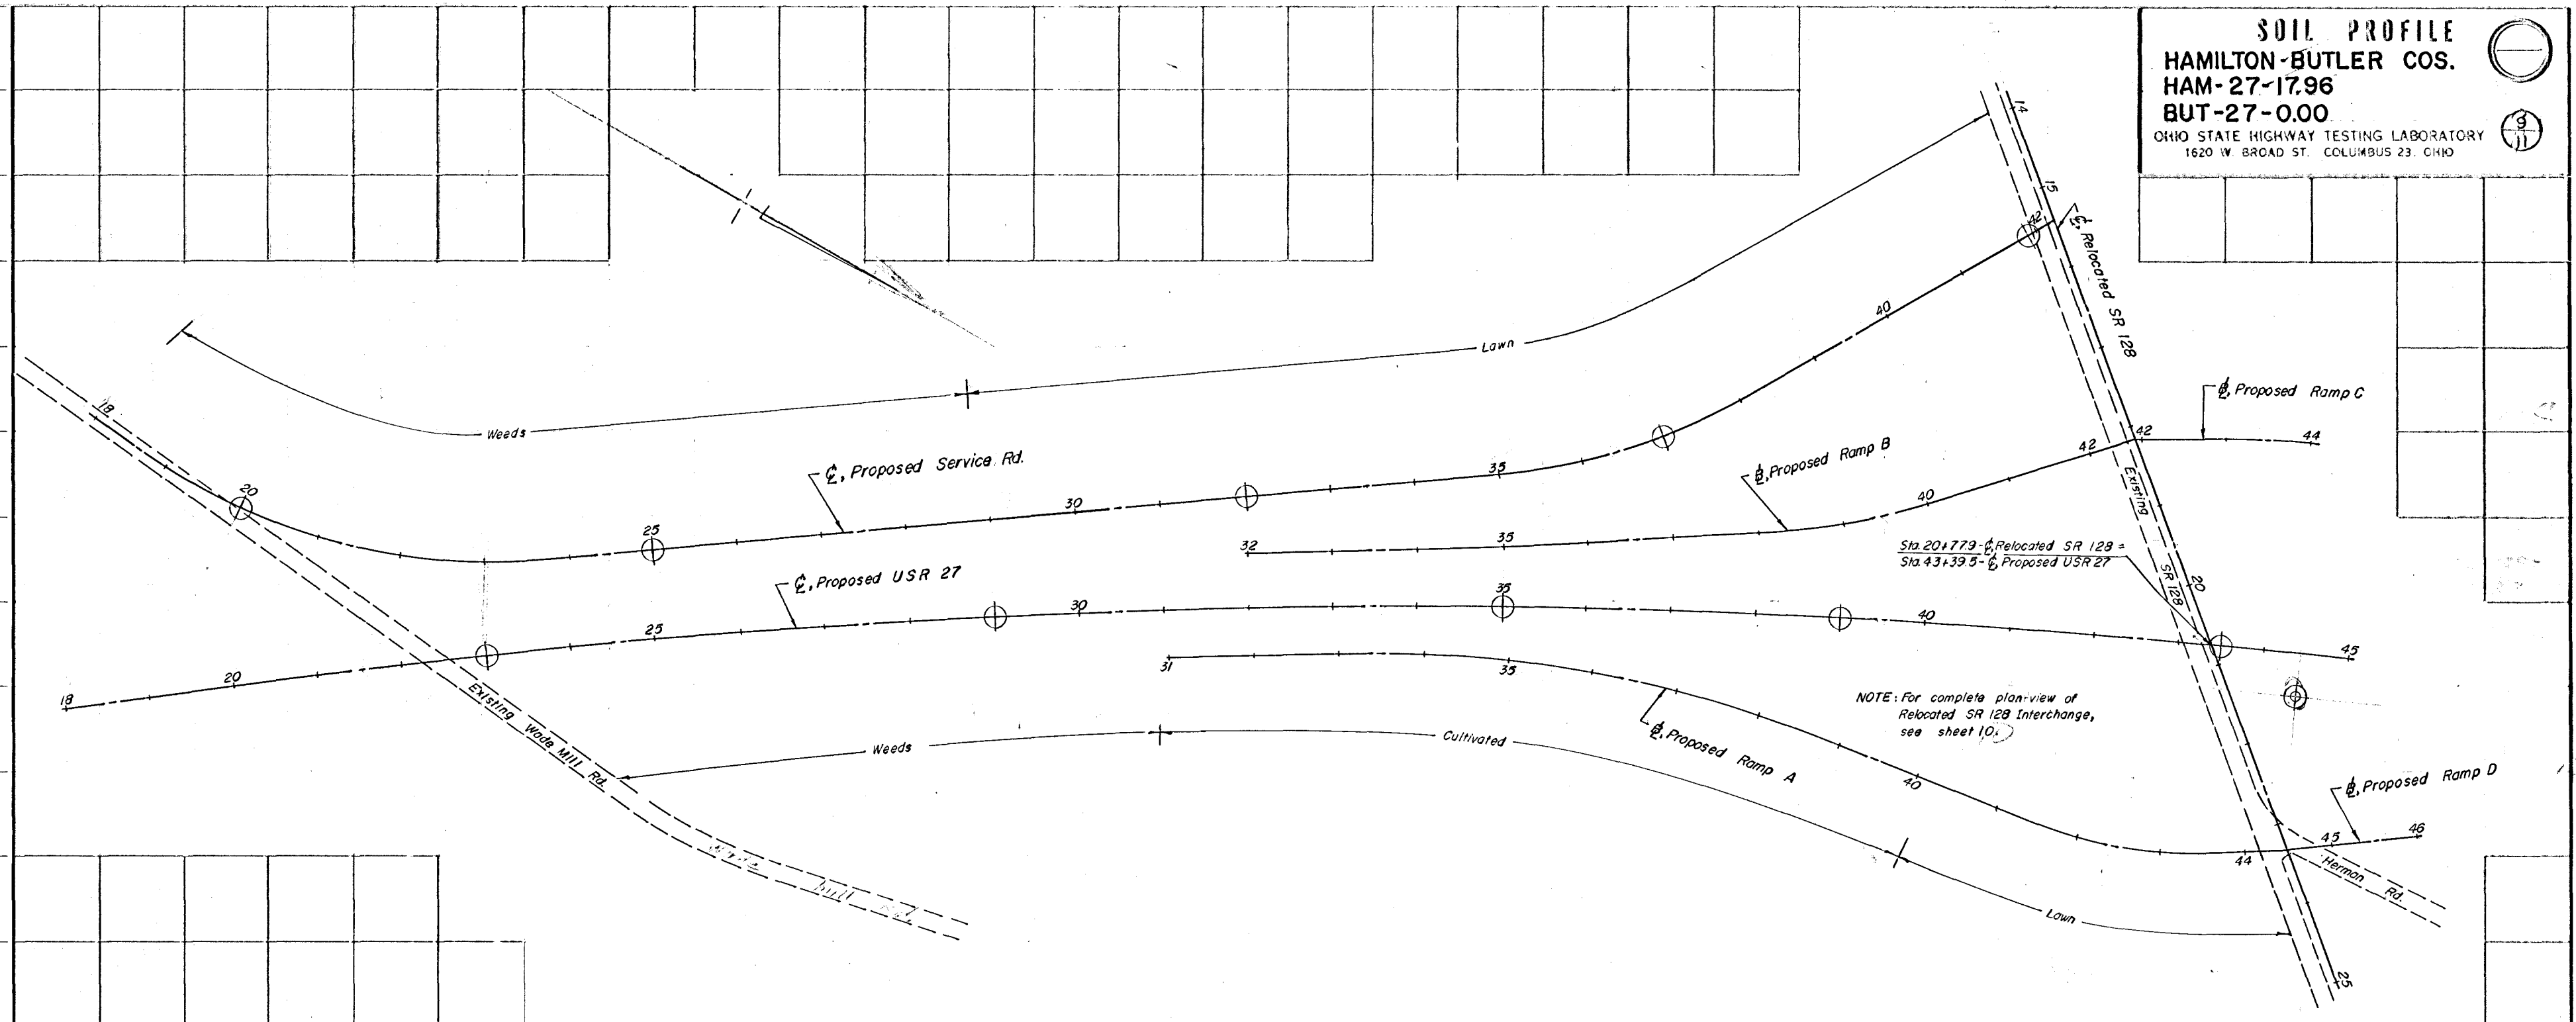 SOIL PROFILE
HAMILTON-BUTLER COS.
HAM-27-17.96
BUT-27-0.00
OHIO STATE HIGHWAY TESTING LABORATORY
1620 W. BROAD ST. COLUMBUS 23, OHIO
9
11
14
15
42
℄, Relocated SR 128
40
Lawn
℄, Proposed Ramp C
18
Weeds
42
42
44
℄, Proposed Service Rd.
35
℄, Proposed Ramp B
20
30
40
Existing
SR 128
25
32
35
Sta. 20+77.9-℄, Relocated SR 128 =
Sta. 43+39.5-℄, Proposed USR 27
℄, Proposed USR 27
20
35
30
40
25
45
31
35
20
18
Existing Wade Mill Rd.
NOTE: For complete plan view of
Relocated SR 128 Interchange,
see sheet 10.
Weeds
Cultivated
℄, Proposed Ramp A
40
℄, Proposed Ramp D
45
46
44
Herman Rd.
Lawn
25